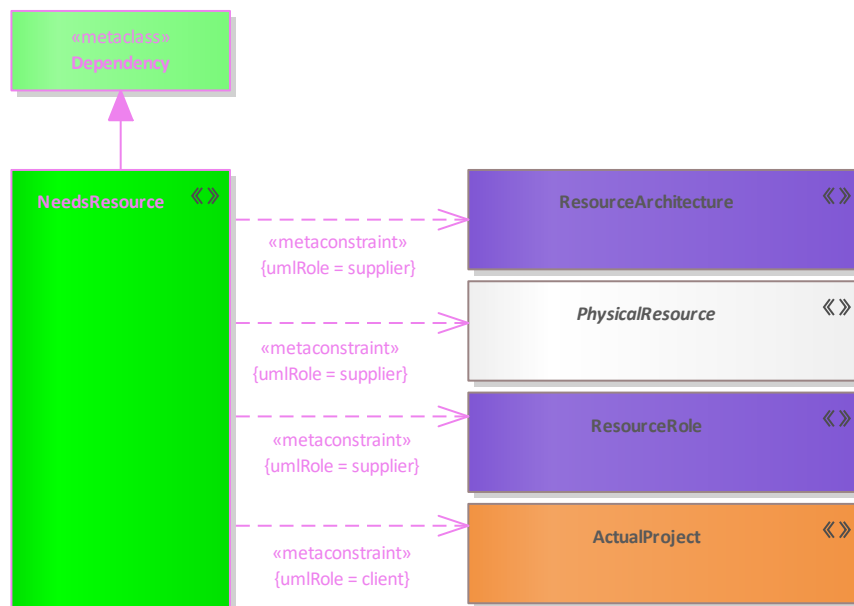 «metaclass»
Dependency
NeedsResource
«metaconstraint»
{umlRole = supplier}
ResourceArchitecture
«metaconstraint»
{umlRole = supplier}
PhysicalResource
«metaconstraint»
{umlRole = supplier}
ResourceRole
«metaconstraint»
{umlRole = client}
ActualProject